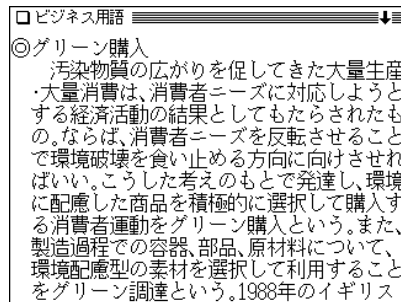 ロビジネス用語
◎グリーン購入
汚染物質の広がりを促してきた大量生産
・大量消費は、消費者ニーズに対応しようと
する経済活動の結果としてもたらされたも
の。ならば、消費者ニーズを反転させること
で環境破壊を食い止める方向に向けさせれ
ばいい。こうした考えのもとで発達し、環境
に配慮した商品を積極的に選択して購入す
る消費者運動をグリーン購入という。また、
製造過程での容器、部品、原材料について、
環境配慮型の素材を選択して利用すること
をグリーン調達という。1988年のイギリス